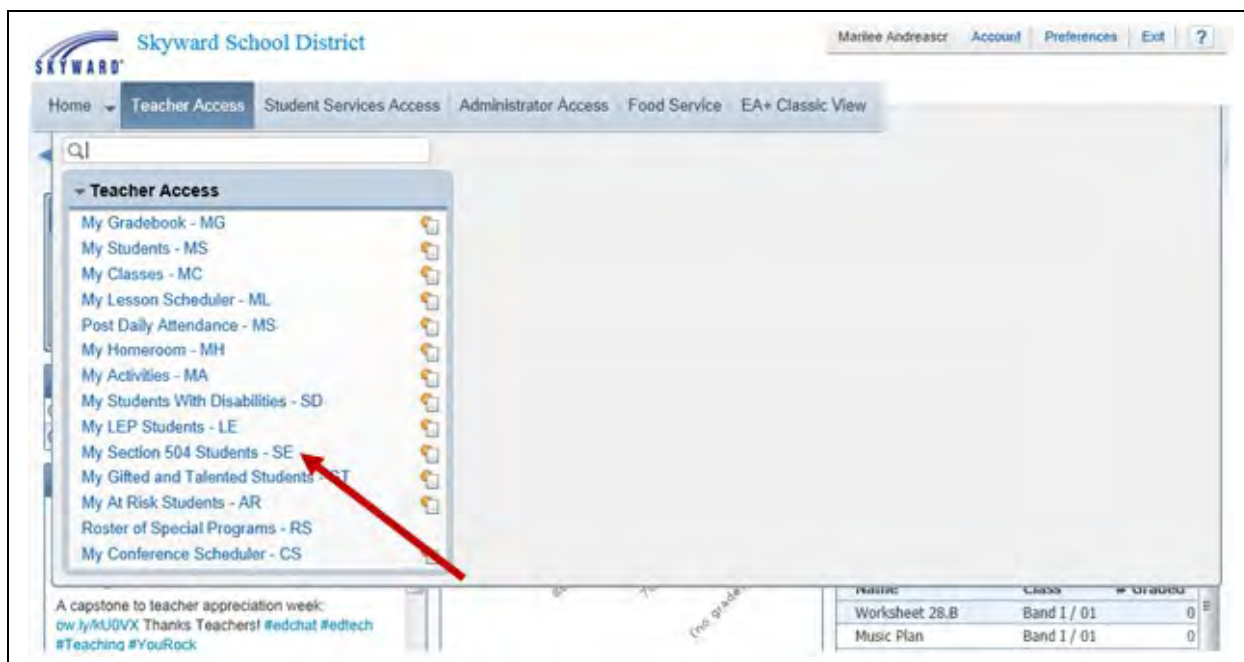 Skyward School District
Marilee Andreascr Account Preferences Exit ?
SKYWARD
Home Teacher Access Student Services Access Administrator Access Food Service EA+ Classic View
Teacher Access
My Gradebook - MG
My Students - MS
My Classes - MC
My Lesson Scheduler - ML
Post Daily Attendance - MS
My Homeroom - MH
My Activities - MA
My Students With Disabilities - SD
My LEP Students - LE
My Section 504 Students - SE
My Gifted and Talented Students -
My At Risk Students - AR
Roster of Special Programs - RS
My Conference Scheduler - CS
A capstone to teacher appreciation week:
ow.ly/kU0VX Thanks Teachers! #edchat #edtech
#Teaching #YouRock
(no grade
Name Class # Graded
Worksheet 28.B Band I / 01 0
Music Plan Band I / 01 0